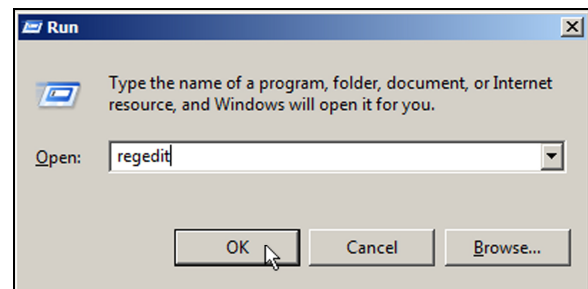 Run
Type the name of a program, folder, document, or Internet
resource, and Windows will open it for you.
Open: regedit
OK Cancel Browse...